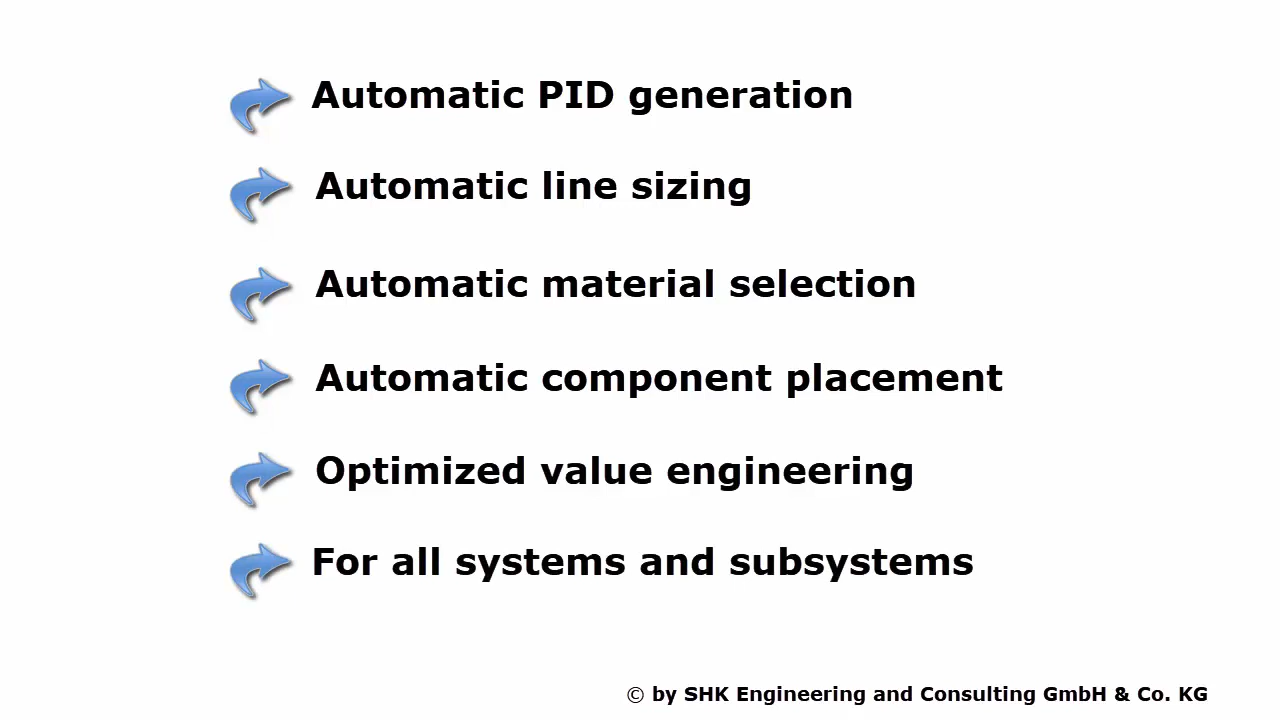 Automatic PID generation
Automatic line sizing
Automatic material selection
Automatic component placement
Optimized value engineering
For all systems and subsystems
© by SHK Engineering and Consulting GmbH & Co. KG